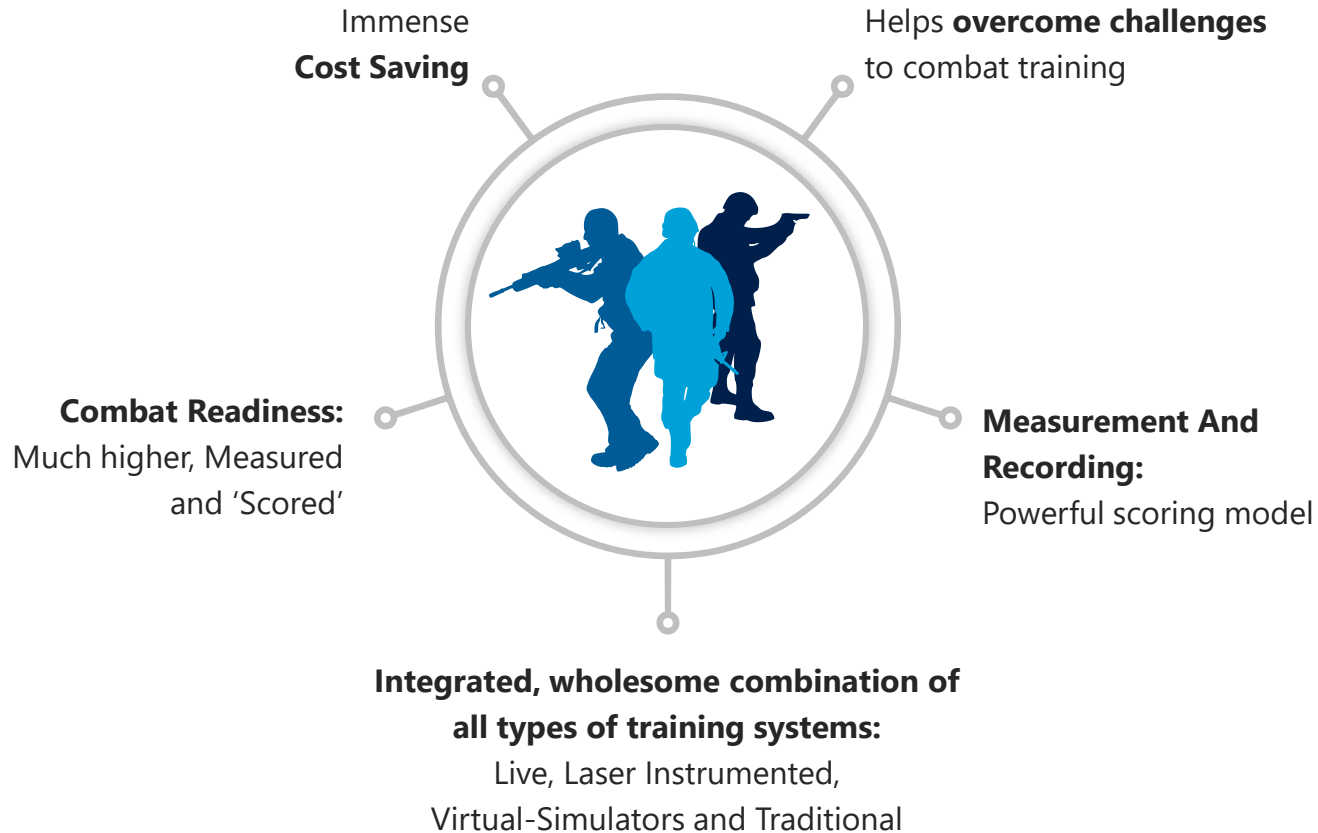 Immense
Cost Saving
Helps overcome challenges
to combat training
Combat Readiness:
Much higher, Measured
and ‘Scored’
Measurement And
Recording:
Powerful scoring model
Integrated, wholesome combination of
all types of training systems:
Live, Laser Instrumented,
Virtual-Simulators and Traditional